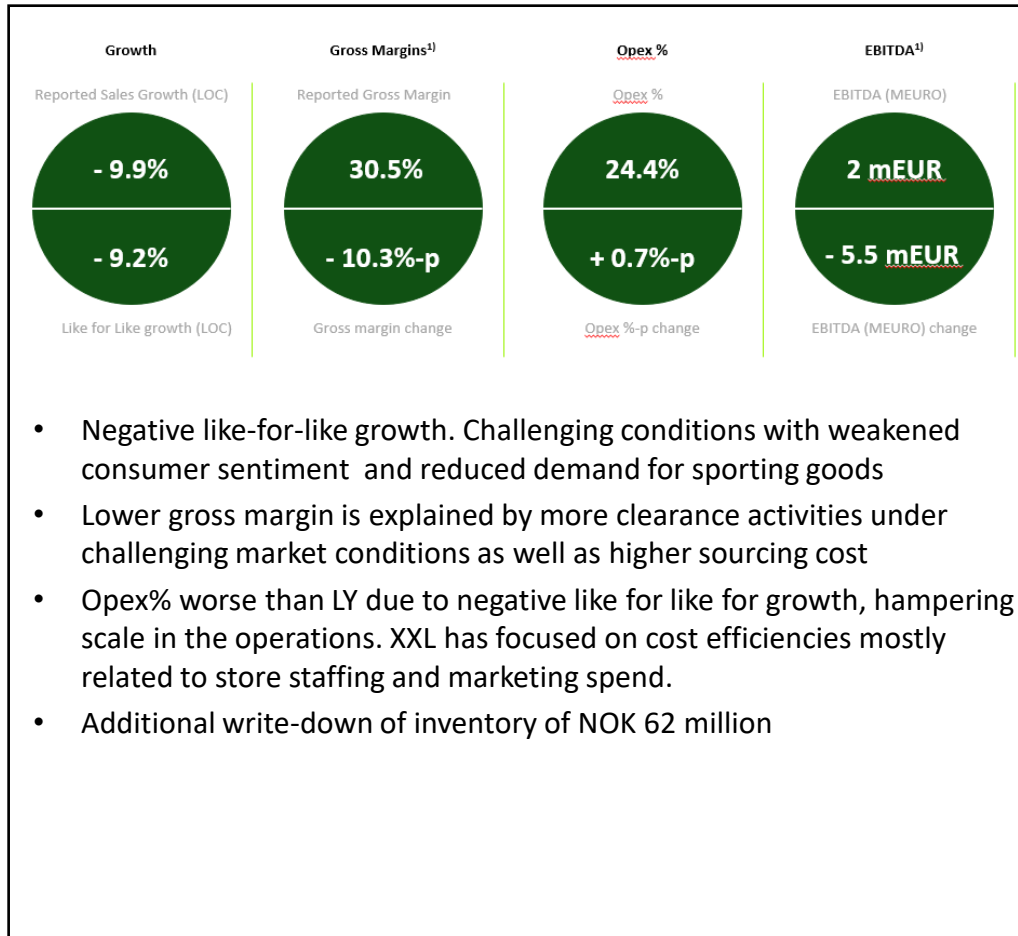 Growth
Gross Margins1)
Opex %
EBITDA1)
Reported Sales Growth (LOC)
Reported Gross Margin
Opex %
EBITDA (MEURO)
- 9.9%
30.5%
24.4%
2 mEUR
- 9.2%
- 10.3%-p
+ 0.7%-p
- 5.5 mEUR
Like for Like growth (LOC)
Gross margin change
Opex %-p change
EBITDA (MEURO) change
• Negative like-for-like growth. Challenging conditions with weakened
consumer sentiment  and reduced demand for sporting goods
• Lower gross margin is explained by more clearance activities under
challenging market conditions as well as higher sourcing cost
• Opex% worse than LY due to negative like for like for growth, hampering
scale in the operations. XXL has focused on cost efficiencies mostly
related to store staffing and marketing spend.
• Additional write-down of inventory of NOK 62 million